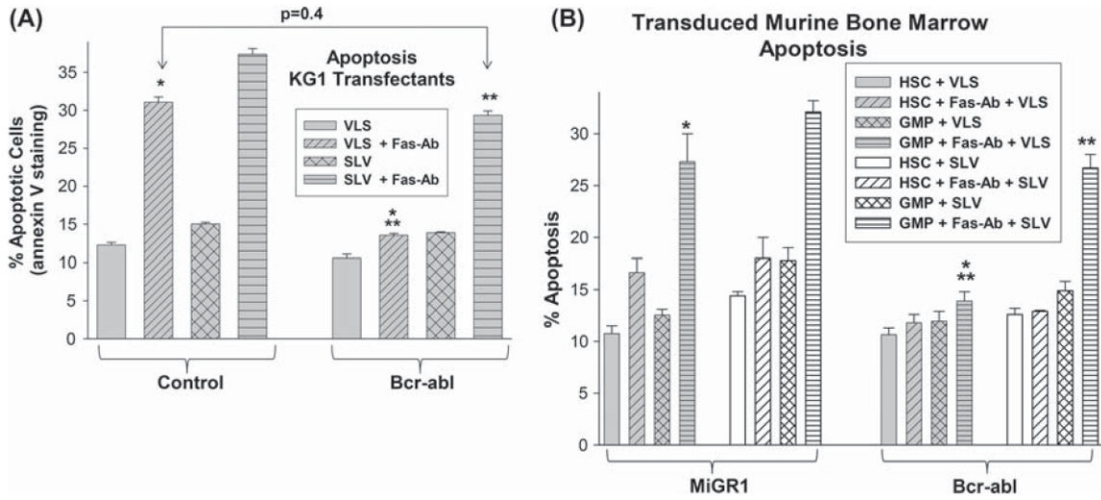 (A)
p=0.4
Apoptosis
KG1 Transfectants
% Apoptotic Cells
(annexin V staining)
35
30
25
20
15
10
5
0
*
*
**
**
VLS
VLS + Fas-Ab
SLV
SLV + Fas-Ab
Control
Bcr-abl
(B)
Transduced Murine Bone Marrow
Apoptosis
% Apoptosis
30
25
20
15
10
5
0
*
*
**
**
HSC + VLS
HSC + Fas-Ab + VLS
GMP + VLS
GMP + Fas-Ab + VLS
HSC + SLV
HSC + Fas-Ab + SLV
GMP + SLV
GMP + Fas-Ab + SLV
MiGR1
Bcr-abl